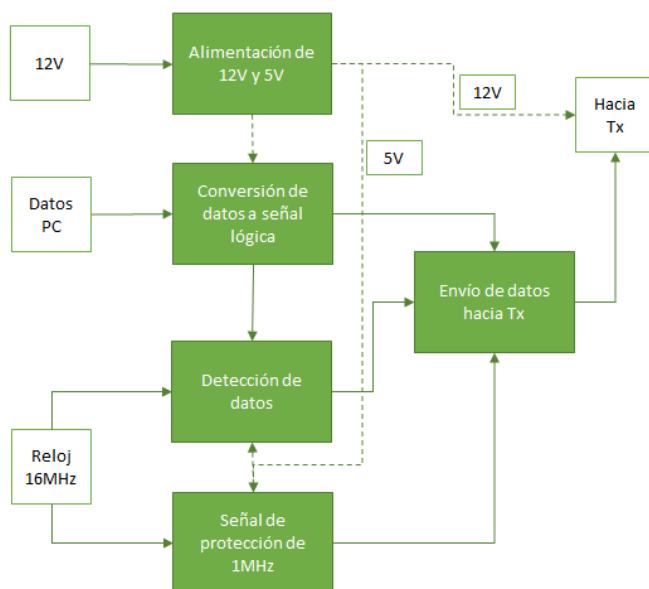 12V
Alimentación de
12V y 5V
12V
Hacia
Tx
5V
Datos
PC
Conversión de
datos a señal
lógica
Envío de datos
hacia Tx
Detección de
datos
Reloj
16MHz
Señal de
protección de
1MHz